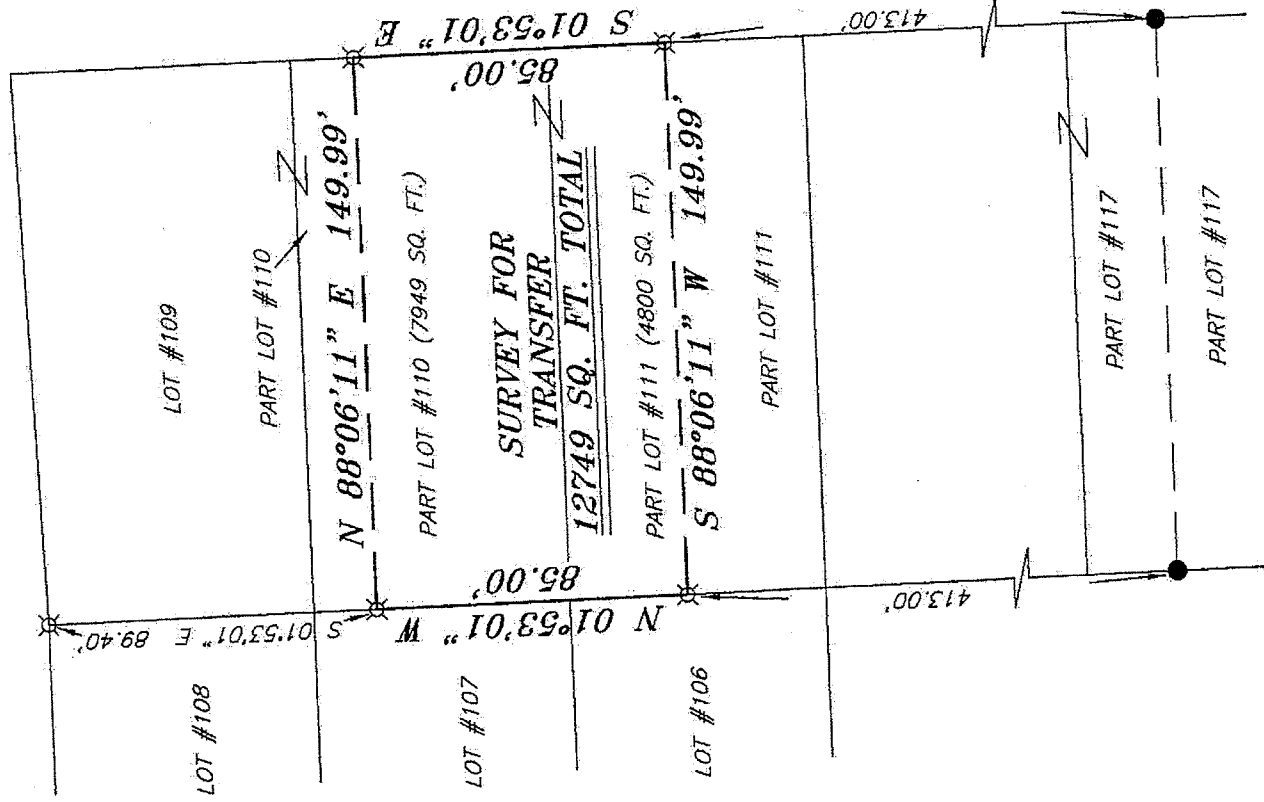 S 01°53'01" E
85.00'
413.00'
LOT #109
PART LOT #110
N 88°06'11" E 149.99'
PART LOT #110 (7949 SQ. FT.)
SURVEY FOR
TRANSFER
12749 SQ. FT. TOTAL
PART LOT #111 (4800 SQ. FT.)
S 88°06'11" W 149.99'
PART LOT #111
PART LOT #117
PART LOT #117
S 01°53'01" E 89.40'
85.00'
N 01°53'01" W
413.00'
LOT #108
LOT #107
LOT #106